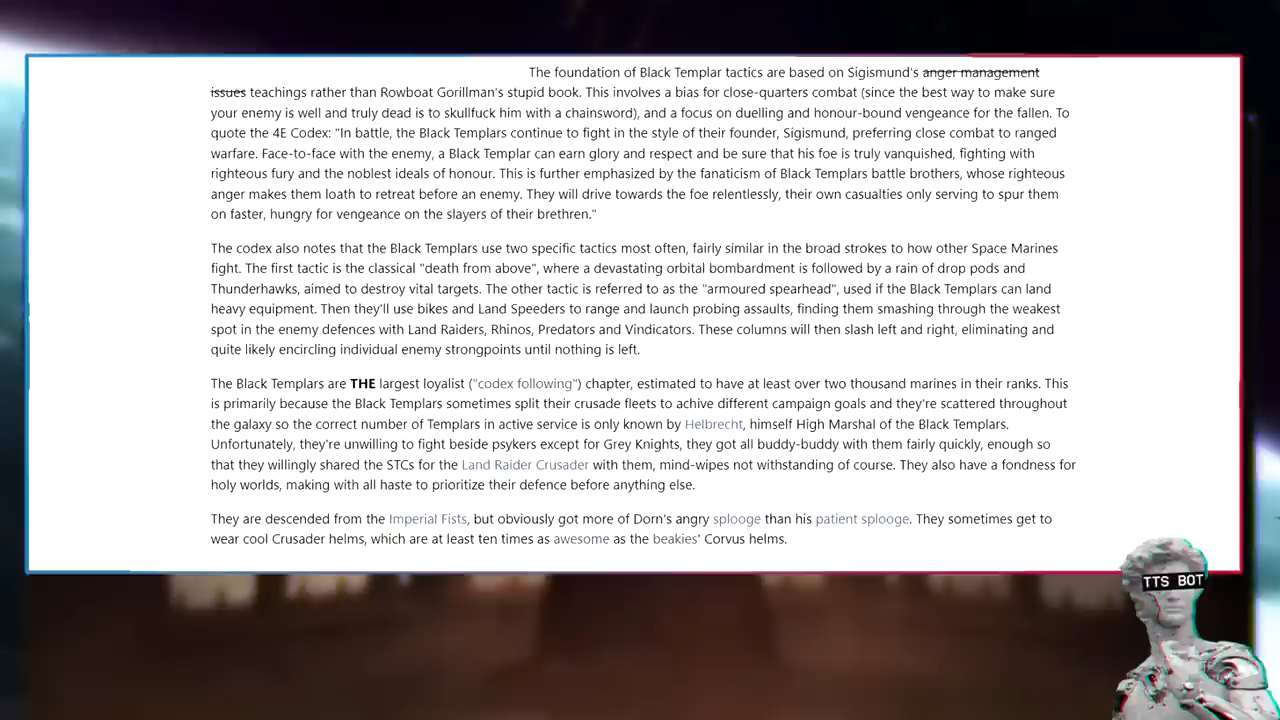 The foundation of Black Templar tactics are based on Sigismund's anger management
issues teachings rather than Rowboat Gorillman's stupid book. This involves a bias for close-quarters combat (since the best way to make sure
your enemy is well and truly dead is to skullfuck him with a chainsword), and a focus on duelling and honour-bound vengeance for the fallen. To
quote the 4E Codex: "In battle, the Black Templars continue to fight in the style of their founder, Sigismund, preferring close combat to ranged
warfare. Face-to-face with the enemy, a Black Templar can earn glory and respect and be sure that his foe is truly vanquished, fighting with
righteous fury and the noblest ideals of honour. This is further emphasized by the fanaticism of Black Templars battle brothers, whose righteous
anger makes them loath to retreat before an enemy. They will drive towards the foe relentlessly, their own casualties only serving to spur them
on faster, hungry for vengeance on the slayers of their brethren."
The codex also notes that the Black Templars use two specific tactics most often, fairly similar in the broad strokes to how other Space Marines
fight. The first tactic is the classical "death from above", where a devastating orbital bombardment is followed by a rain of drop pods and
Thunderhawks, aimed to destroy vital targets. The other tactic is referred to as the "armoured spearhead", used if the Black Templars can land
heavy equipment. Then they'll use bikes and Land Speeders to range and launch probing assaults, finding them smashing through the weakest
spot in the enemy defences with Land Raiders, Rhinos, Predators and Vindicators. These columns will then slash left and right, eliminating and
quite likely encircling individual enemy strongpoints until nothing is left.
The Black Templars are THE largest loyalist ("codex following") chapter, estimated to have at least over two thousand marines in their ranks. This
is primarily because the Black Templars sometimes split their crusade fleets to achive different campaign goals and they're scattered throughout
the galaxy so the correct number of Templars in active service is only known by Helbrecht, himself High Marshal of the Black Templars.
Unfortunately, they're unwilling to fight beside psykers except for Grey Knights, they got all buddy-buddy with them fairly quickly, enough so
that they willingly shared the STCs for the Land Raider Crusader with them, mind-wipes not withstanding of course. They also have a fondness for
holy worlds, making with all haste to prioritize their defence before anything else.
They are descended from the Imperial Fists, but obviously got more of Dorn's angry splooge than his patient splooge. They sometimes get to
wear cool Crusader helms, which are at least ten times as awesome as the beakies' Corvus helms.
TTS BOT